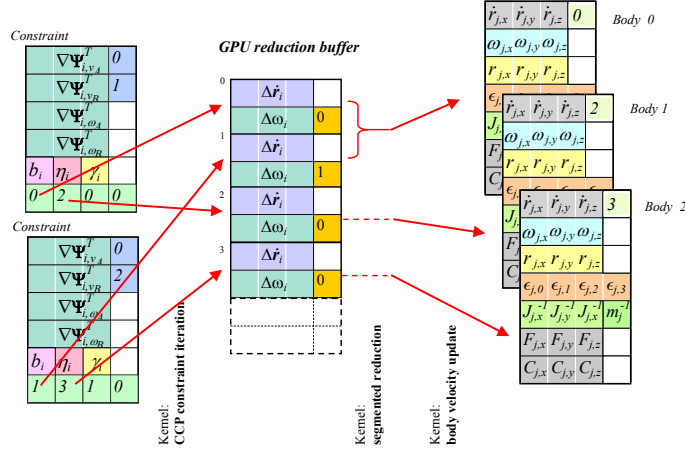 Constraint
∇Ψ^T_{i,v_A} 0
∇Ψ^T_{i,v_B} 1
∇Ψ^T_{i,ω_A}
∇Ψ^T_{i,ω_B}
b_i η_i γ_i
0 2 0 0
Constraint
∇Ψ^T_{i,v_A} 0
∇Ψ^T_{i,v_B} 2
∇Ψ^T_{i,ω_A}
∇Ψ^T_{i,ω_B}
b_i η_i γ_i
1 3 1 0
Kernel:
CCP constraint iteration
GPU reduction buffer
0
Δṙ_i
Δω_i 0
1
Δṙ_i
Δω_i 1
2
Δṙ_i
Δω_i 0
3
Δṙ_i
Δω_i 0
Kernel:
segmented reduction
Kernel:
body velocity update
Body 0
ṙ_{j,x} ṙ_{j,y} ṙ_{j,z} 0
ω_{j,x} ω_{j,y} ω_{j,z}
r_{j,x} r_{j,y} r_{j,z}
Body 1
ṙ_{j,x} ṙ_{j,y} ṙ_{j,z} 2
ω_{j,x} ω_{j,y} ω_{j,z}
r_{j,x} r_{j,y} r_{j,z}
Body 2
ṙ_{j,x} ṙ_{j,y} ṙ_{j,z} 3
ω_{j,x} ω_{j,y} ω_{j,z}
r_{j,x} r_{j,y} r_{j,z}
ϵ_{j,0} ϵ_{j,1} ϵ_{j,2} ϵ_{j,3}
J^{-1}_{j,x} J^{-1}_{j,y} J^{-1}_{j,x} m^{-1}_j
F_{j,x} F_{j,y} F_{j,z}
C_{j,x} C_{j,y} C_{j,z}